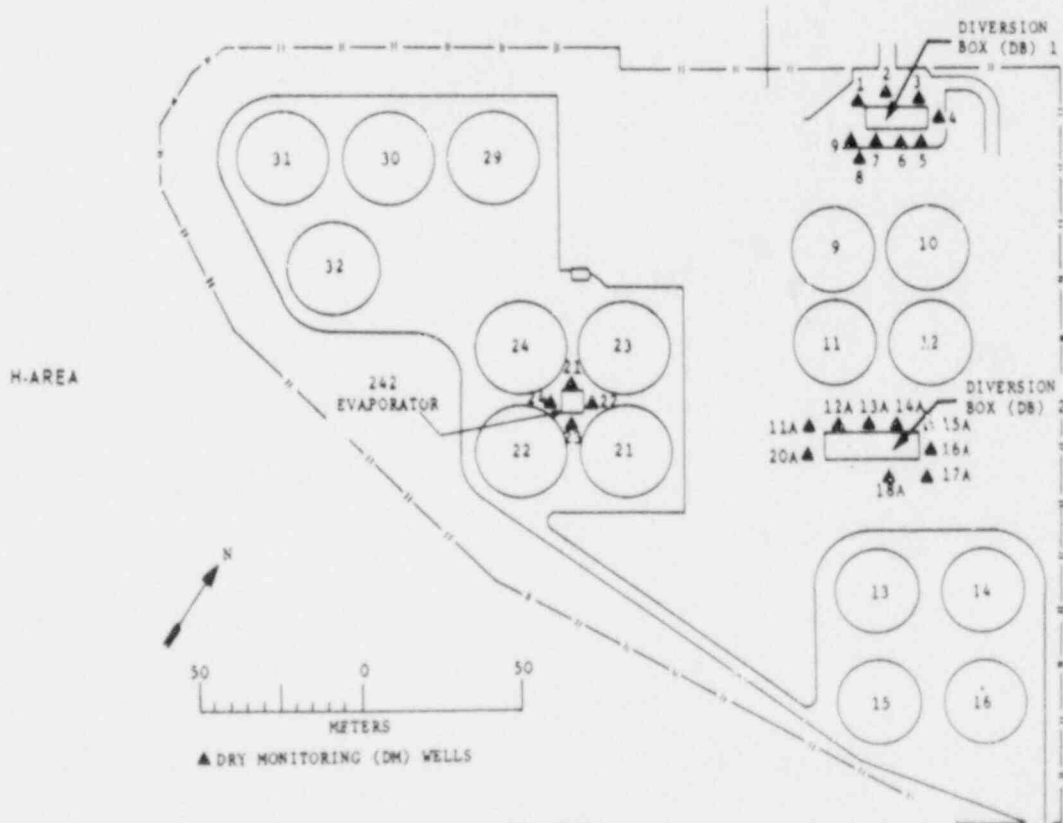 DIVERSION
BOX (DB) 1
1
2
3
4
9
7
6
5
8
31
30
29
9
10
32
24
23
11
12
H-AREA
242
EVAPORATOR
21
22
22
21
DIVERSION
BOX (DB) 2
12A
13A
14A
11A
15A
20A
16A
18A
17A
N
13
14
50
0
50
15
16
METERS
▲ DRY MONITORING (DM) WELLS